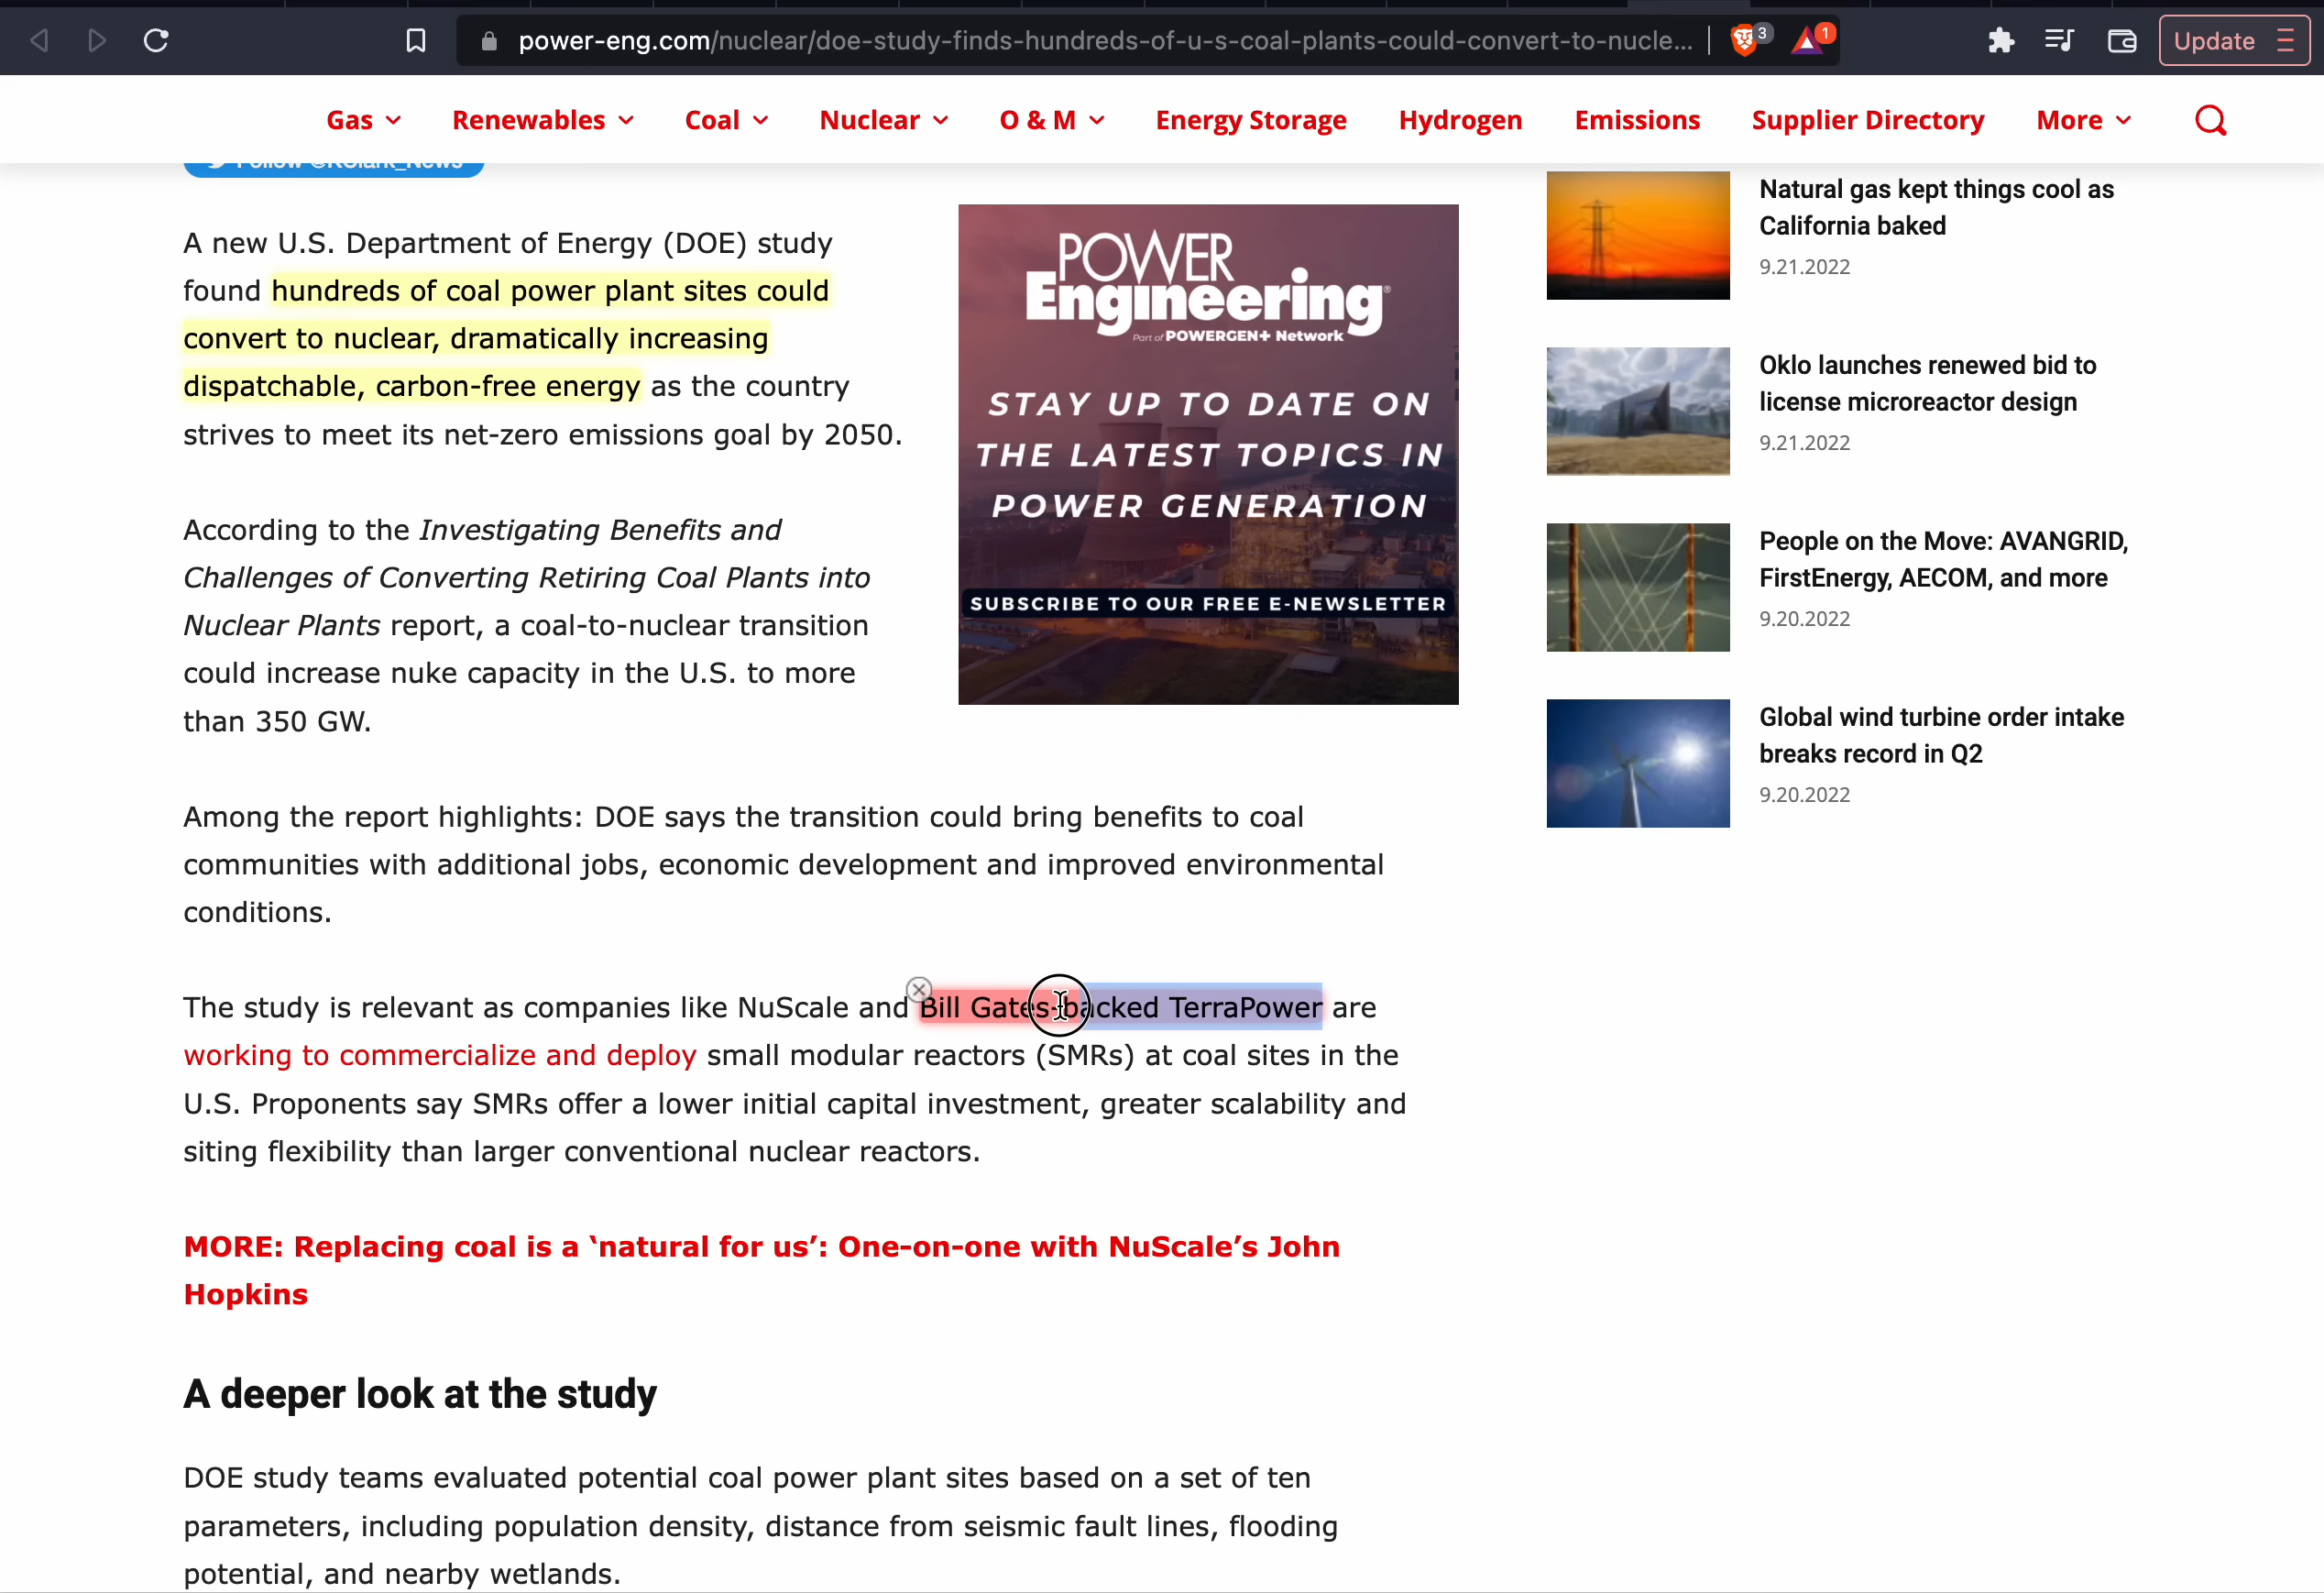 power-eng.com/nuclear/doe-study-finds-hundreds-of-u-s-coal-plants-could-convert-to-nucle...
3
1
Update
Gas
Renewables
Coal
Nuclear
O & M
Energy Storage
Hydrogen
Emissions
Supplier Directory
More
Follow @RClark_News
A new U.S. Department of Energy (DOE) study
found hundreds of coal power plant sites could
convert to nuclear, dramatically increasing
dispatchable, carbon-free energy as the country
strives to meet its net-zero emissions goal by 2050.
According to the Investigating Benefits and
Challenges of Converting Retiring Coal Plants into
Nuclear Plants report, a coal-to-nuclear transition
could increase nuke capacity in the U.S. to more
than 350 GW.
POWER
Engineering®
Part of POWERGEN+ Network
STAY UP TO DATE ON
THE LATEST TOPICS IN
POWER GENERATION
SUBSCRIBE TO OUR FREE E-NEWSLETTER
Among the report highlights: DOE says the transition could bring benefits to coal
communities with additional jobs, economic development and improved environmental
conditions.
The study is relevant as companies like NuScale and Bill Gates-backed TerraPower are
working to commercialize and deploy small modular reactors (SMRs) at coal sites in the
U.S. Proponents say SMRs offer a lower initial capital investment, greater scalability and
siting flexibility than larger conventional nuclear reactors.
MORE: Replacing coal is a ‘natural for us’: One-on-one with NuScale’s John
Hopkins
A deeper look at the study
DOE study teams evaluated potential coal power plant sites based on a set of ten
parameters, including population density, distance from seismic fault lines, flooding
potential, and nearby wetlands.
Natural gas kept things cool as
California baked
9.21.2022
Oklo launches renewed bid to
license microreactor design
9.21.2022
People on the Move: AVANGRID,
FirstEnergy, AECOM, and more
9.20.2022
Global wind turbine order intake
breaks record in Q2
9.20.2022